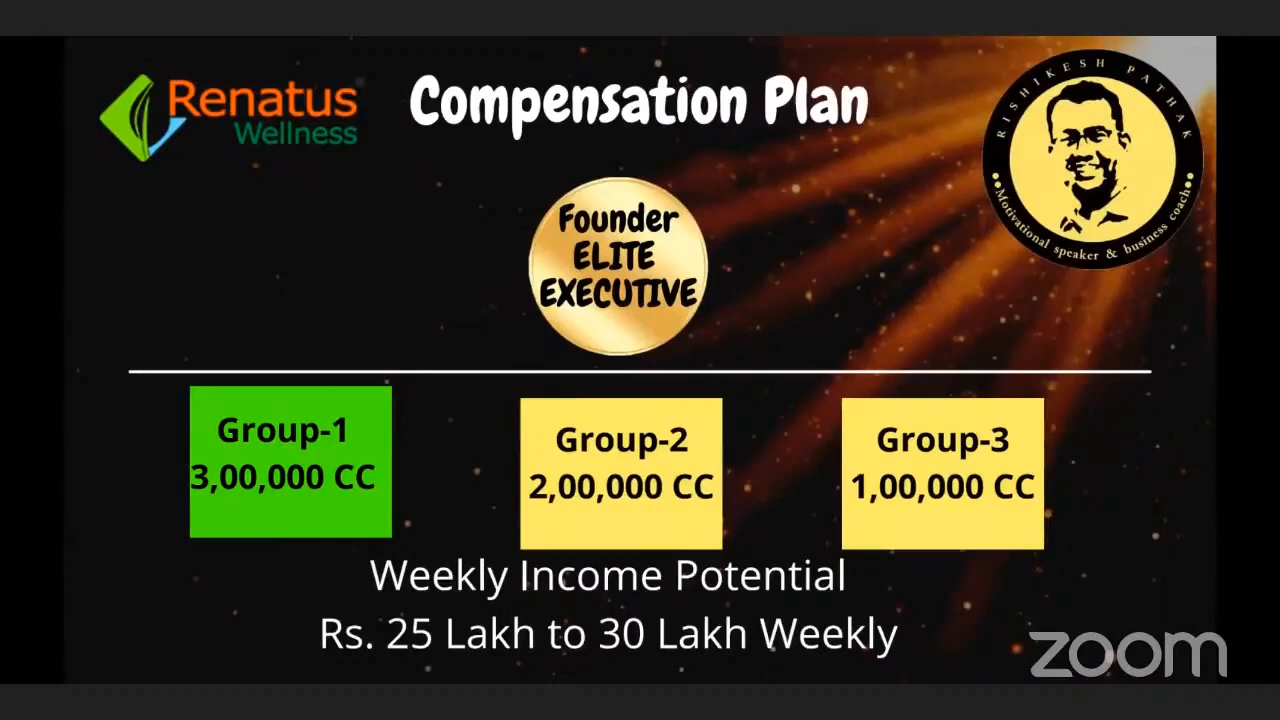 Renatus
Wellness
Compensation Plan
RISHIKESH PATHAK
Motivational speaker & business coach
Founder
ELITE
EXECUTIVE
Group-1
3,00,000 CC
Group-2
2,00,000 CC
Group-3
1,00,000 CC
Weekly Income Potential
Rs. 25 Lakh to 30 Lakh Weekly
zoom